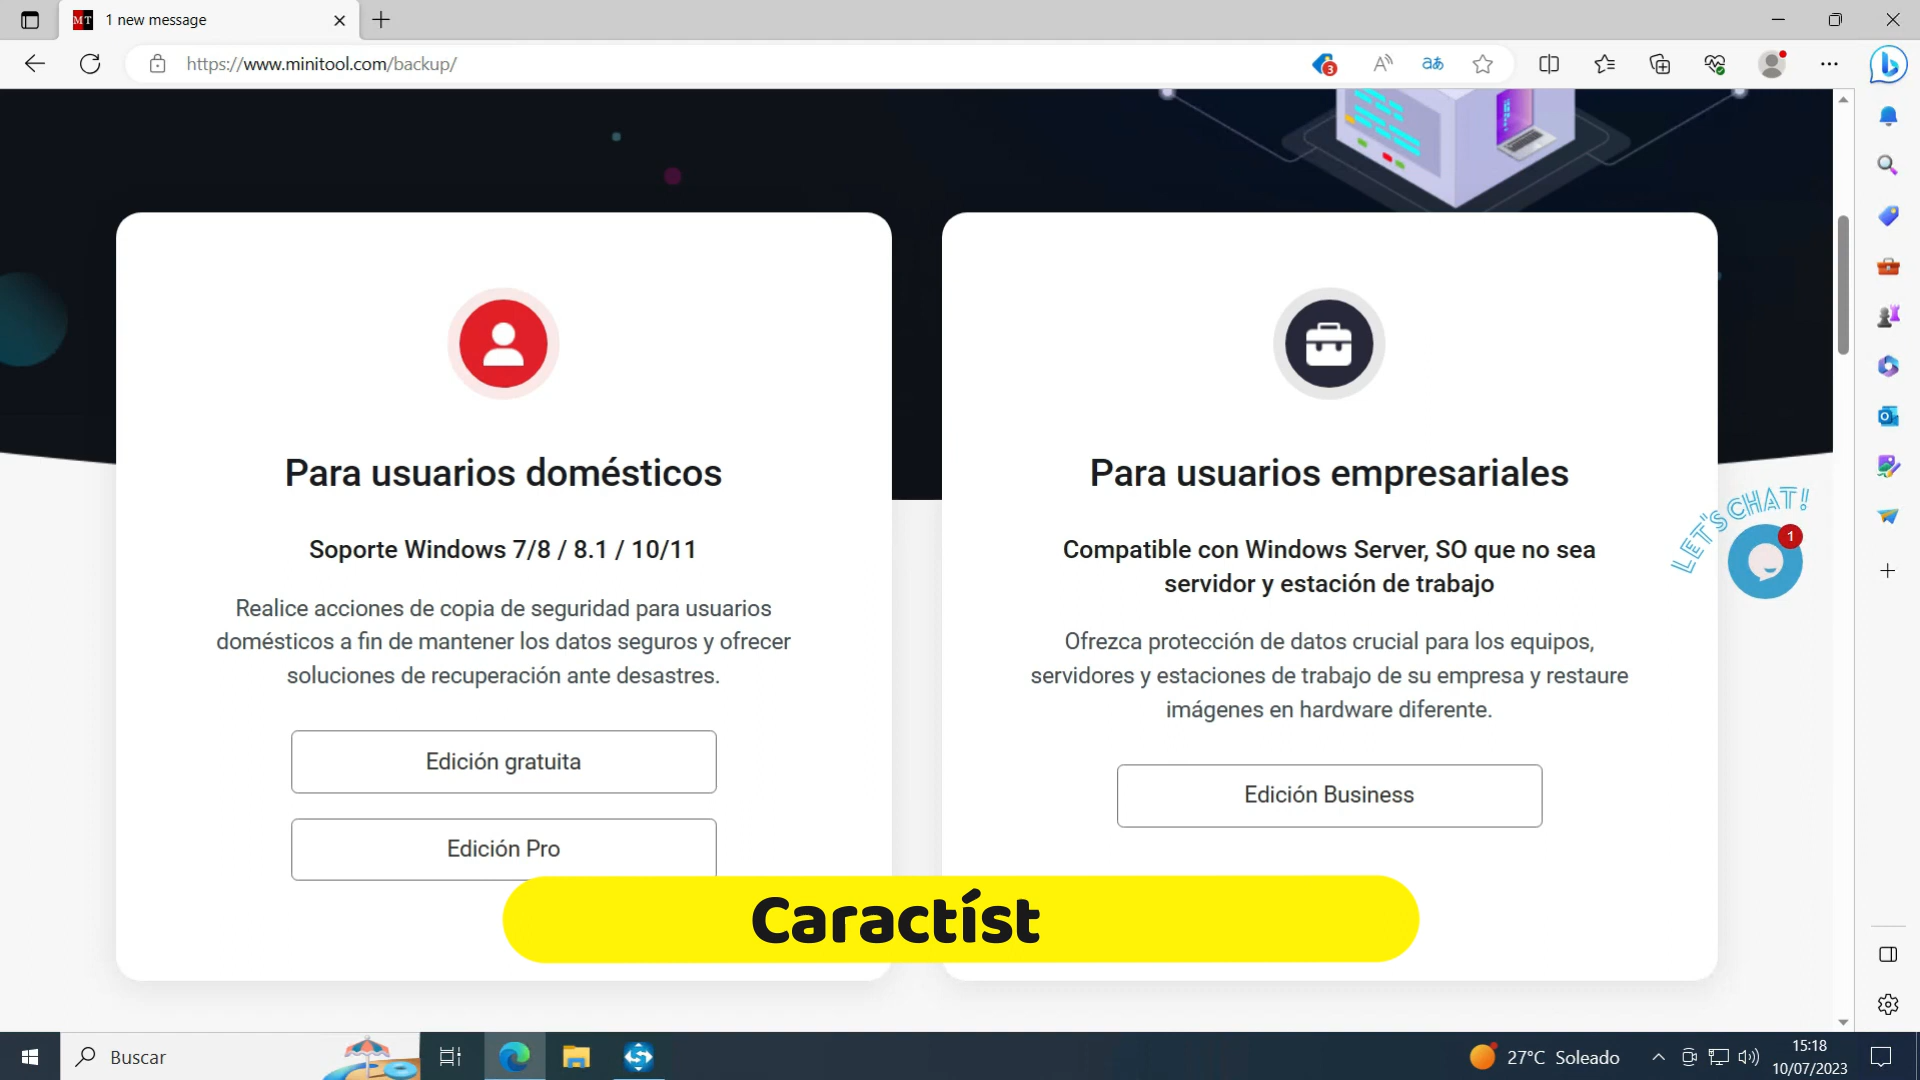 MT 1 new message
https://www.minitool.com/backup/
3
aあ
Para usuarios domésticos
Soporte Windows 7/8 / 8.1 / 10/11
Realice acciones de copia de seguridad para usuarios
domésticos a fin de mantener los datos seguros y ofrecer
soluciones de recuperación ante desastres.
Edición gratuita
Edición Pro
Para usuarios empresariales
Compatible con Windows Server, SO que no sea
servidor y estación de trabajo
Ofrezca protección de datos crucial para los equipos,
servidores y estaciones de trabajo de su empresa y restaure
imágenes en hardware diferente.
Edición Business
LET'S CHAT!
1
Caractíst
Buscar
27°C Soleado
15:18
10/07/2023